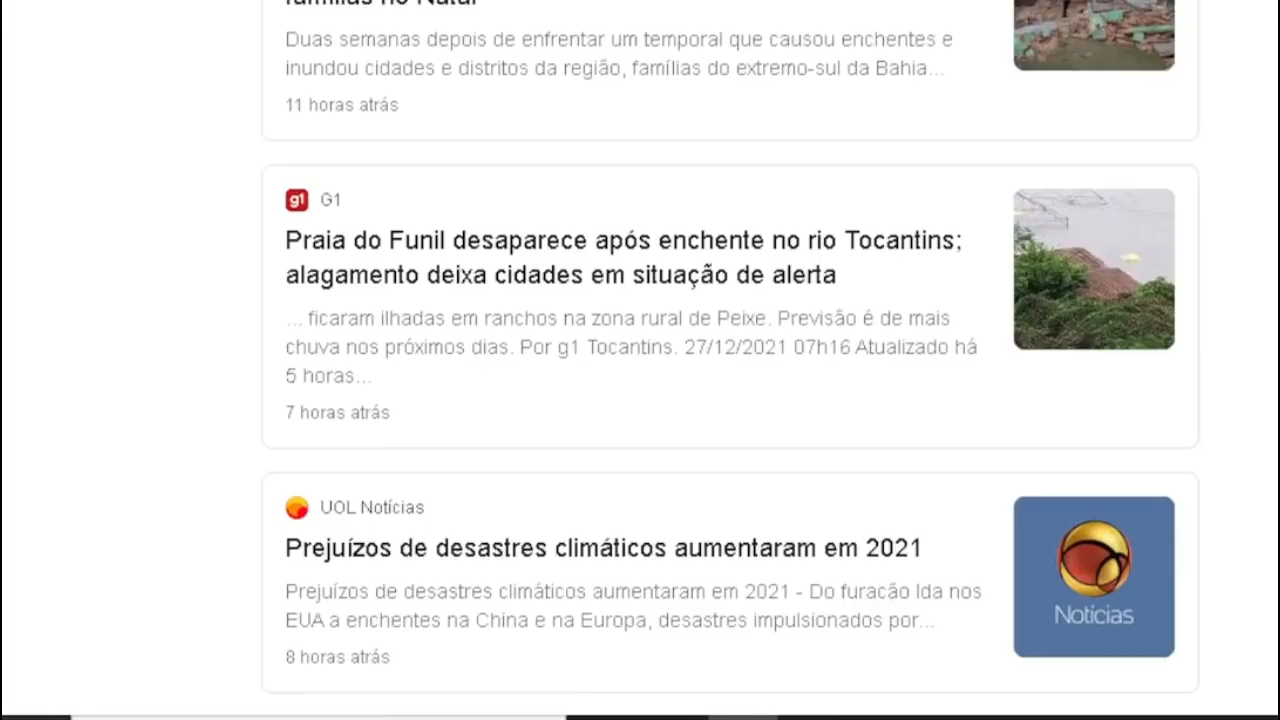 famílias no Natal
Duas semanas depois de enfrentar um temporal que causou enchentes e
inundou cidades e distritos da região, famílias do extremo-sul da Bahia...
11 horas atrás
g1 G1
Praia do Funil desaparece após enchente no rio Tocantins;
alagamento deixa cidades em situação de alerta
... ficaram ilhadas em ranchos na zona rural de Peixe. Previsão é de mais
chuva nos próximos dias. Por g1 Tocantins. 27/12/2021 07h16 Atualizado há
5 horas...
7 horas atrás
UOL Notícias
Prejuízos de desastres climáticos aumentaram em 2021
Prejuízos de desastres climáticos aumentaram em 2021 - Do furacão Ida nos
EUA a enchentes na China e na Europa, desastres impulsionados por...
Notícias
8 horas atrás